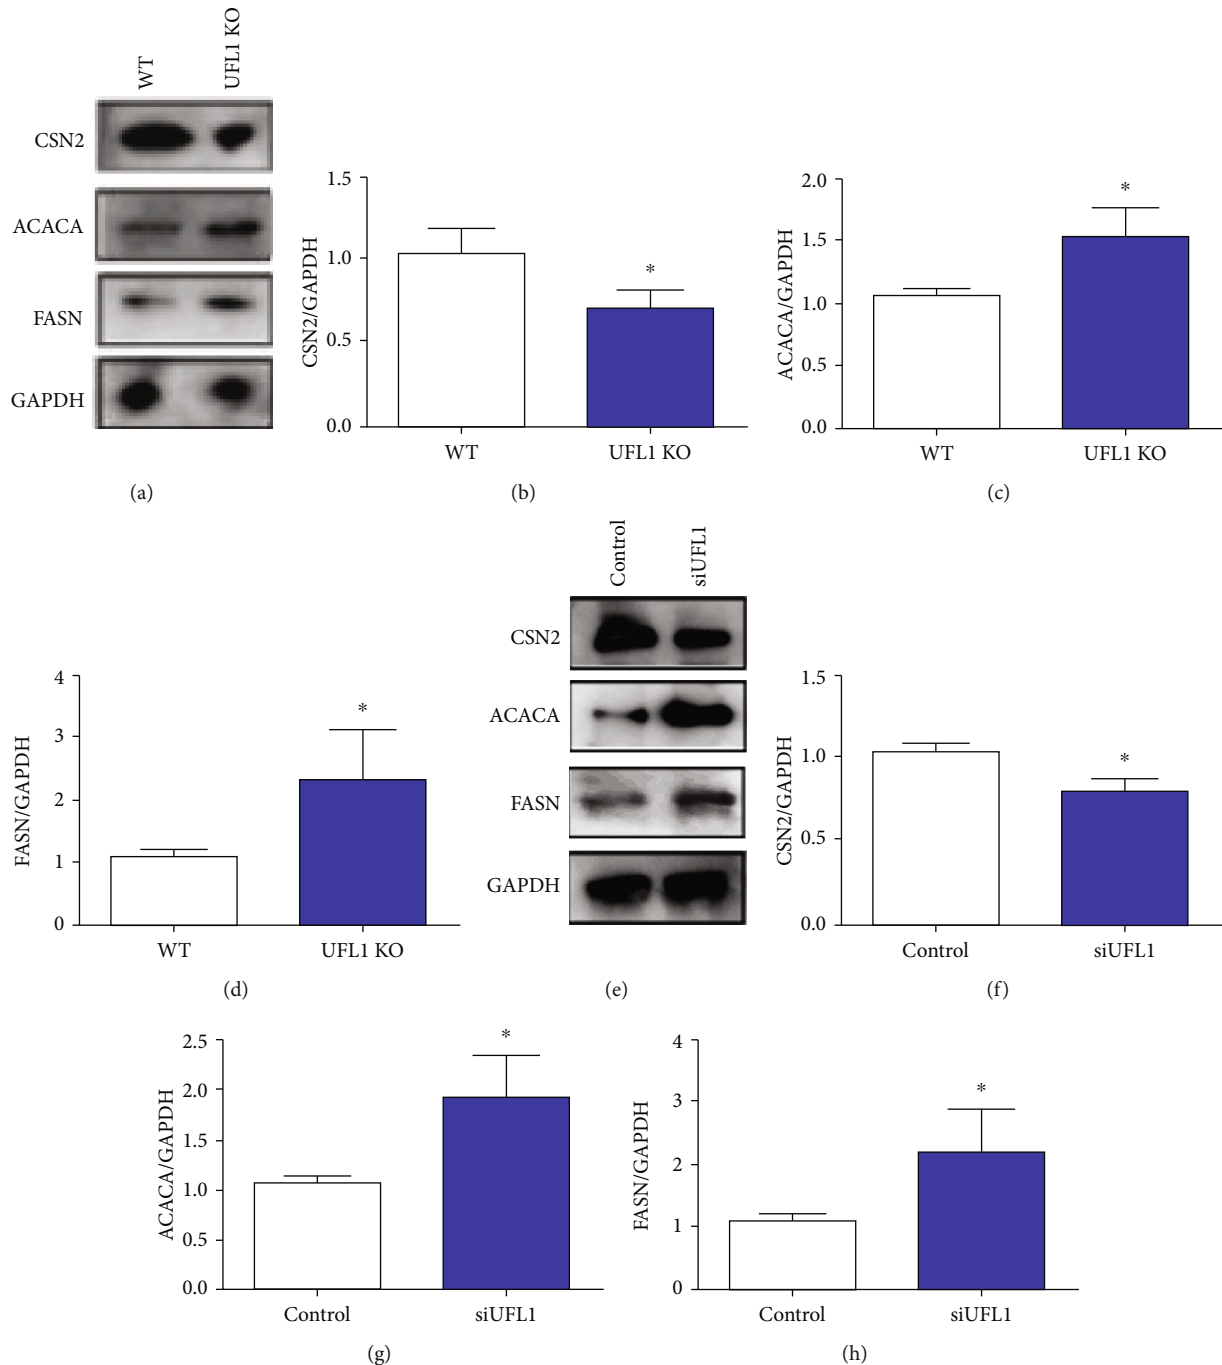 WT
UFL1 KO
CSN2
ACACA
FASN
GAPDH
(a)
CSN2/GAPDH
1.5
1.0
0.5
0.0
*
WT
UFL1 KO
(b)
ACACA/GAPDH
2.0
1.5
1.0
0.5
0.0
*
WT
UFL1 KO
(c)
FASN/GAPDH
4
3
2
1
0
*
WT
UFL1 KO
(d)
Control
siUFL1
CSN2
ACACA
FASN
GAPDH
(e)
CSN2/GAPDH
1.5
1.0
0.5
0.0
*
Control
siUFL1
(f)
ACACA/GAPDH
2.5
2.0
1.5
1.0
0.5
0.0
*
Control
siUFL1
(g)
FASN/GAPDH
4
3
2
1
0
*
Control
siUFL1
(h)